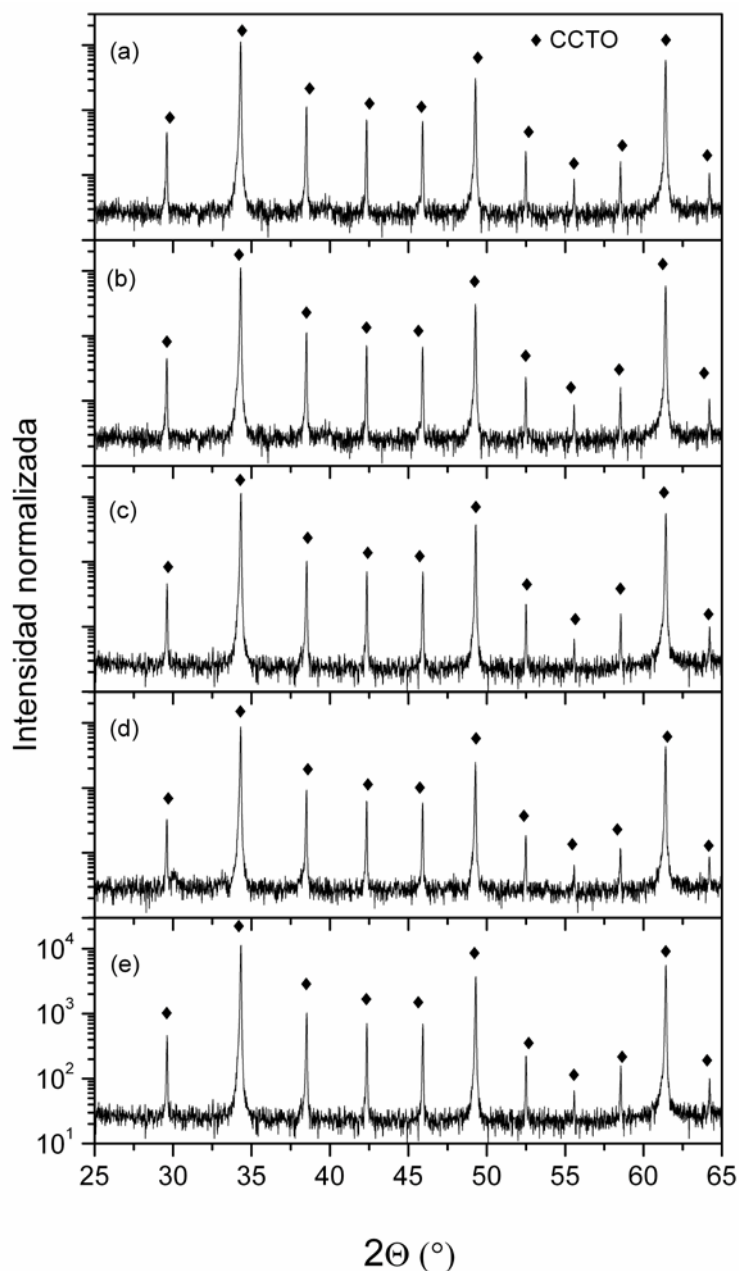 (a)
◆ CCTO
(b)
(c)
(d)
(e)
Intensidad normalizada
10⁴
10³
10²
10¹
25 30 35 40 45 50 55 60 65
2Θ (°)